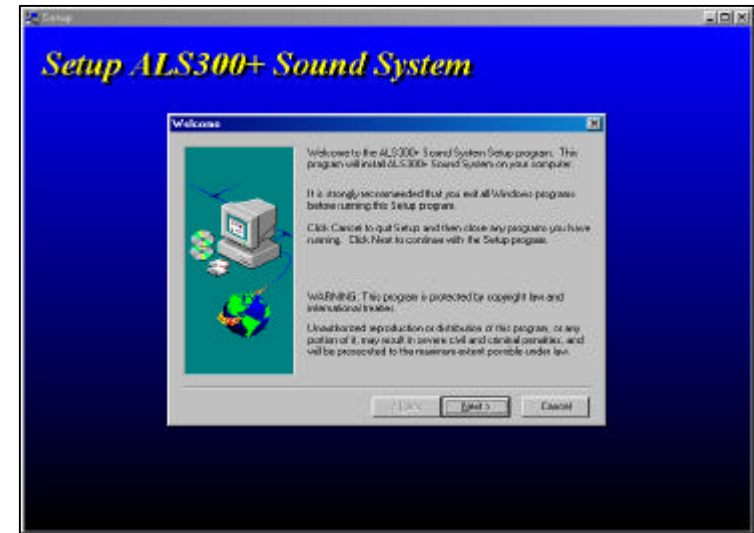 Setup
Setup ALS300+ Sound System
Welcome
Welcome to the ALS300+ Sound System Setup program. This
program will install ALS300+ Sound System on your computer.
It is strongly recommended that you exit all Windows programs
before running this Setup program.
Click Cancel to quit Setup and then close any programs you have
running. Click Next to continue with the Setup program.
WARNING: This program is protected by copyright law and
international treaties.
Unauthorized reproduction or distribution of this program, or any
portion of it, may result in severe civil and criminal penalties, and
will be prosecuted to the maximum extent possible under law.
< Back
Next >
Cancel